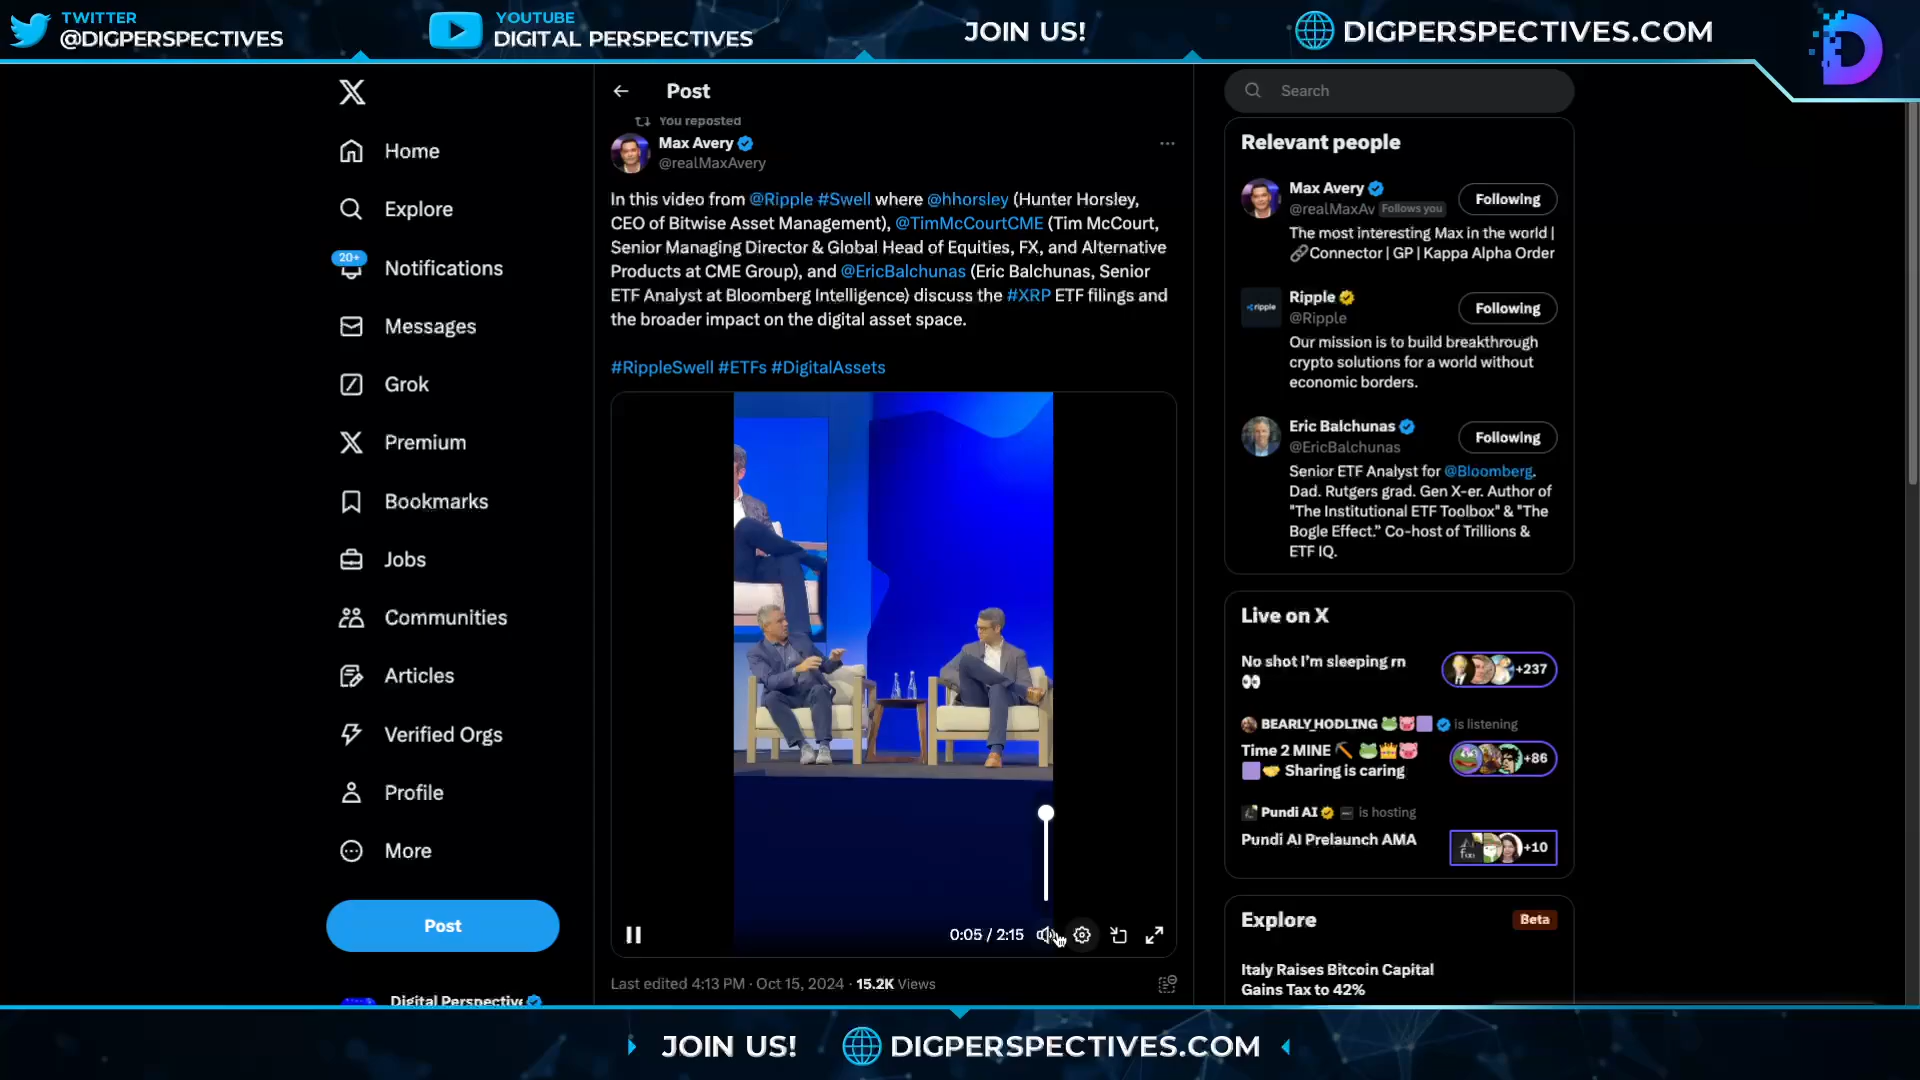 TWITTER
@DIGPERSPECTIVES
YOUTUBE
DIGITAL PERSPECTIVES
JOIN US!
DIGPERSPECTIVES.COM
Home
Explore
20+
Notifications
Messages
Grok
Premium
Bookmarks
Jobs
Communities
Articles
Verified Orgs
Profile
More
Post
Digital Perspective
Post
You reposted
Max Avery
@realMaxAvery
In this video from @Ripple #Swell where @hhorsley (Hunter Horsley,
CEO of Bitwise Asset Management), @TimMcCourtCME (Tim McCourt,
Senior Managing Director & Global Head of Equities, FX, and Alternative
Products at CME Group), and @EricBalchunas (Eric Balchunas, Senior
ETF Analyst at Bloomberg Intelligence) discuss the #XRP ETF filings and
the broader impact on the digital asset space.
#RippleSwell #ETFs #DigitalAssets
0:05 / 2:15
Last edited 4:13 PM · Oct 15, 2024 · 15.2K Views
Search
Relevant people
Max Avery
@realMaxAv Follows you
Following
The most interesting Max in the world |
🔗Connector | GP | Kappa Alpha Order
Ripple
@Ripple
Following
ripple
Our mission is to build breakthrough
crypto solutions for a world without
economic borders.
Eric Balchunas
@EricBalchunas
Following
Senior ETF Analyst for @Bloomberg.
Dad. Rutgers grad. Gen X-er. Author of
"The Institutional ETF Toolbox" & "The
Bogle Effect." Co-host of Trillions &
ETF IQ.
Live on X
No shot I'm sleeping rn
👀
+237
BEARLY HODLING 🐸🐷🟪 is listening
Time 2 MINE ⛏️ 🐸👑🐷
🟪🤝 Sharing is caring
+86
Pundi AI is hosting
Pundi AI Prelaunch AMA
+10
Explore
Beta
Italy Raises Bitcoin Capital
Gains Tax to 42%
JOIN US!
DIGPERSPECTIVES.COM